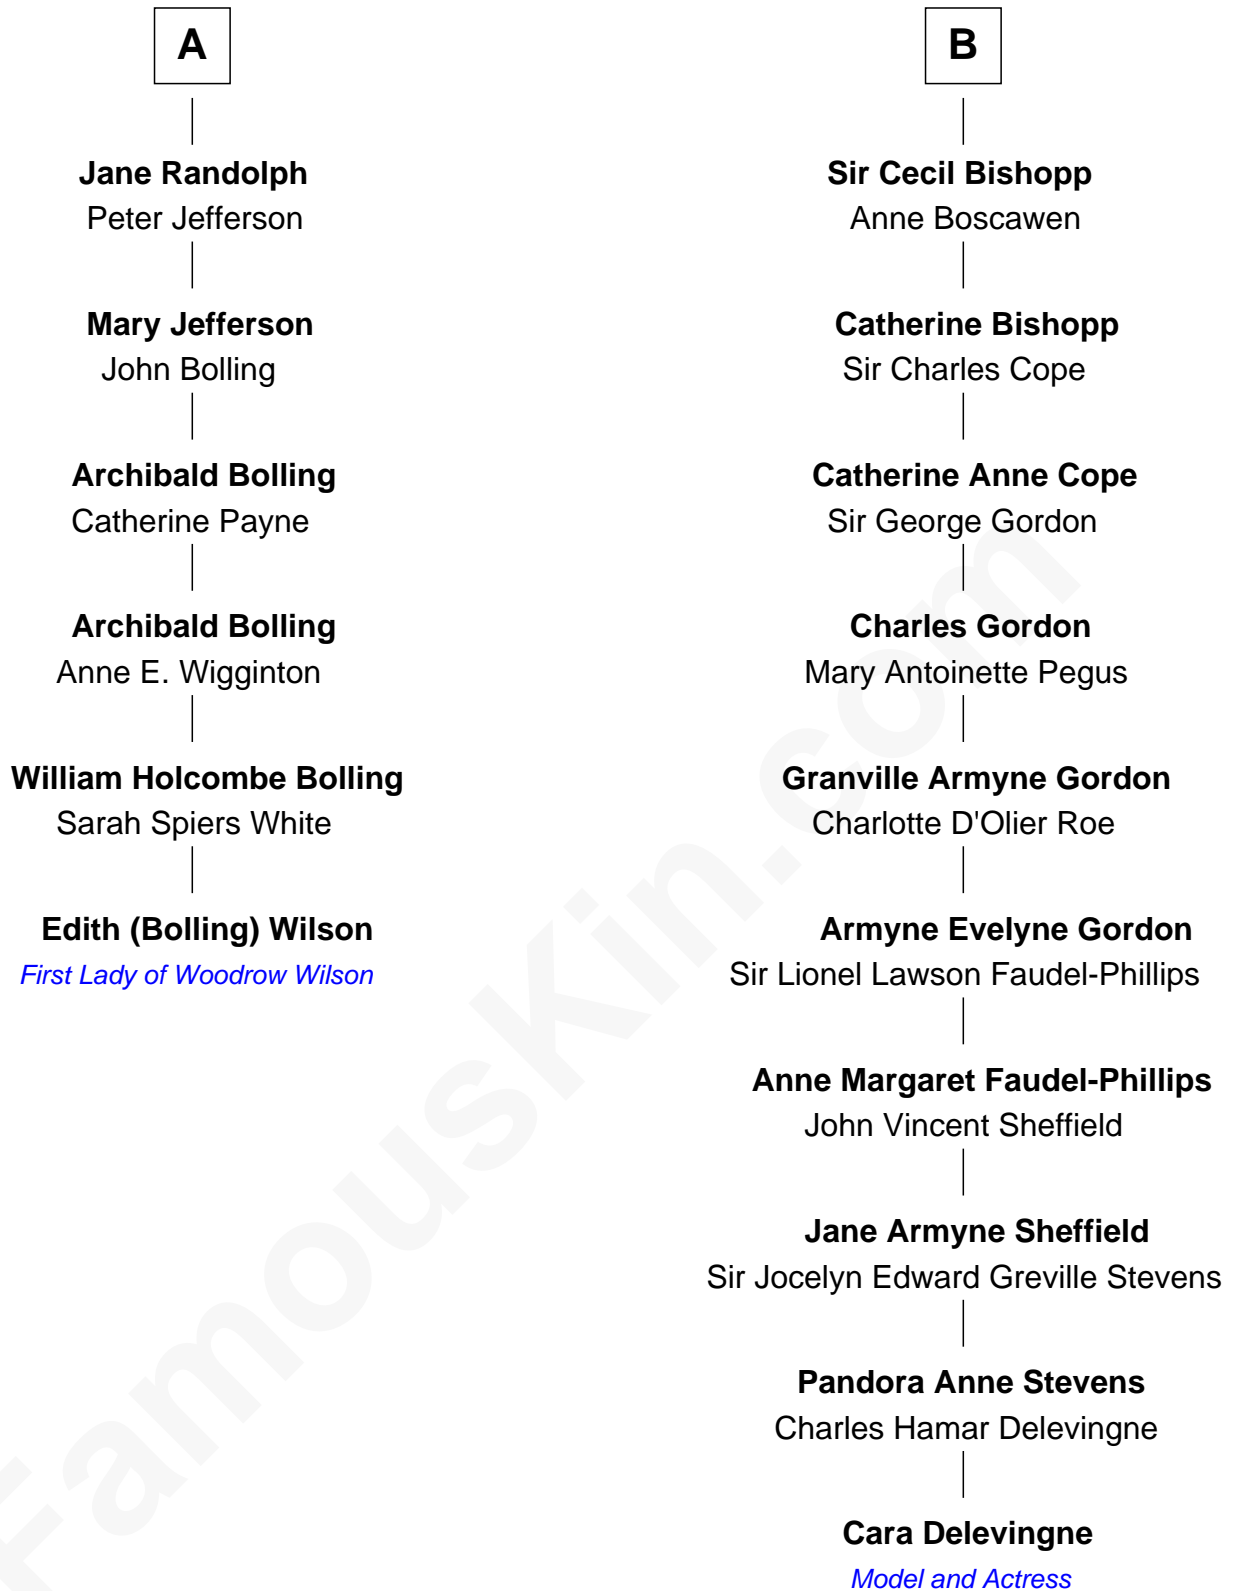 A
Jane Randolph
Peter Jefferson
Mary Jefferson
John Bolling
Archibald Bolling
Catherine Payne
Archibald Bolling
Anne E. Wigginton
William Holcombe Bolling
Sarah Spiers White
Edith (Bolling) Wilson
First Lady of Woodrow Wilson
B
Sir Cecil Bishopp
Anne Boscawen
Catherine Bishopp
Sir Charles Cope
Catherine Anne Cope
Sir George Gordon
Charles Gordon
Mary Antoinette Pegus
Granville Armyne Gordon
Charlotte D'Olier Roe
Armyne Evelyne Gordon
Sir Lionel Lawson Faudel-Phillips
Anne Margaret Faudel-Phillips
John Vincent Sheffield
Jane Armyne Sheffield
Sir Jocelyn Edward Greville Stevens
Pandora Anne Stevens
Charles Hamar Delevingne
Cara Delevingne
Model and Actress
FamousKin.com